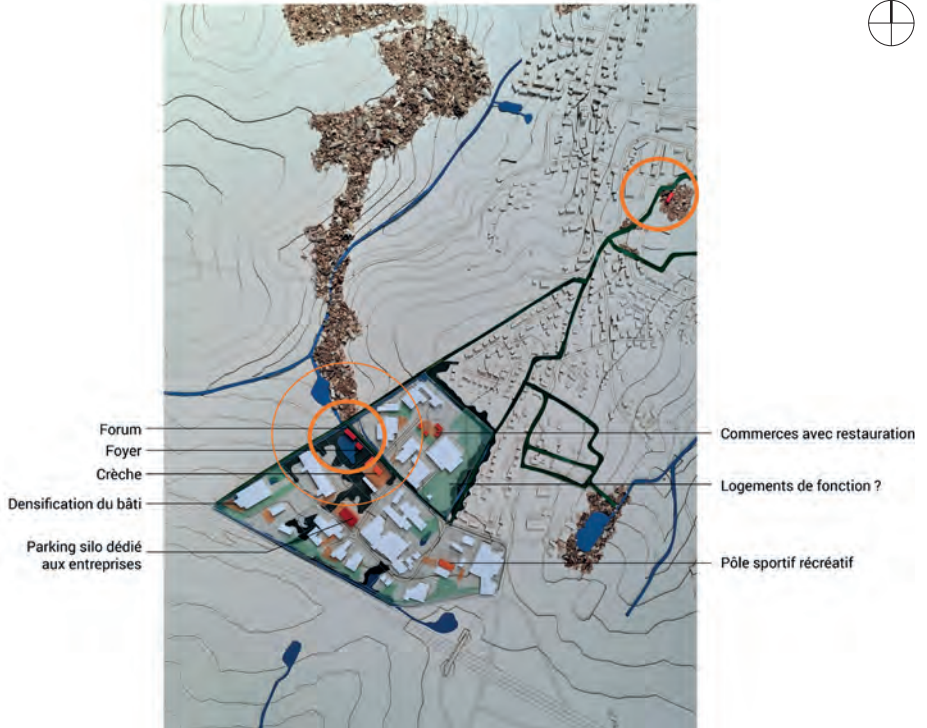 Forum
Foyer
Crèche
Densification du bâti
Parking silo dédié
aux entreprises
Commerces avec restauration
Logements de fonction ?
Pôle sportif récréatif